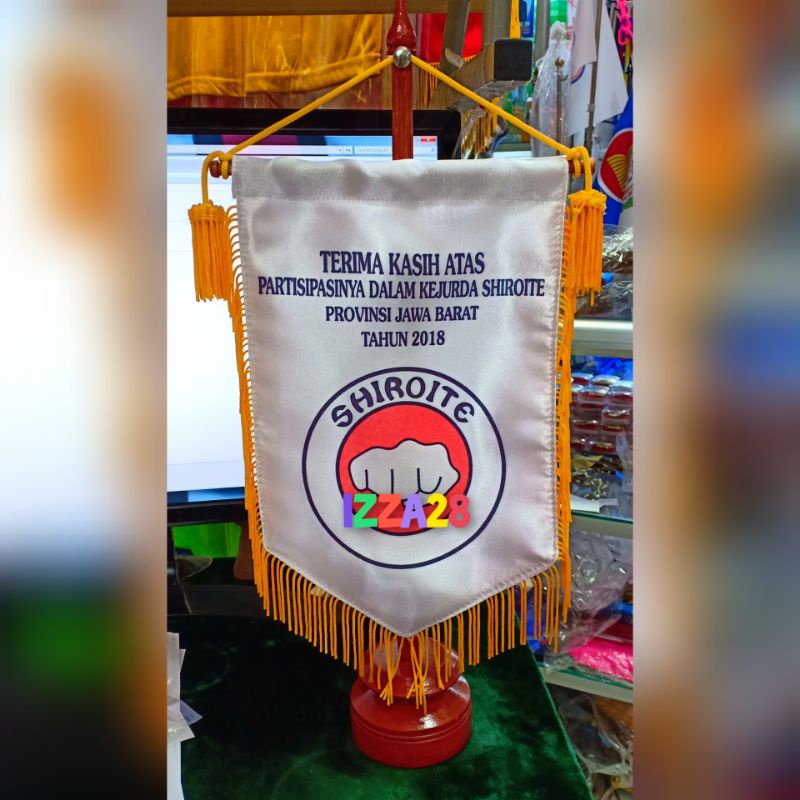 TERIMA KASIH ATAS
PARTISIPASINYA DALAM KEJURDA SHIROITE
PROVINSI JAWA BARAT
TAHUN 2018
SHIROITE
IZZA28